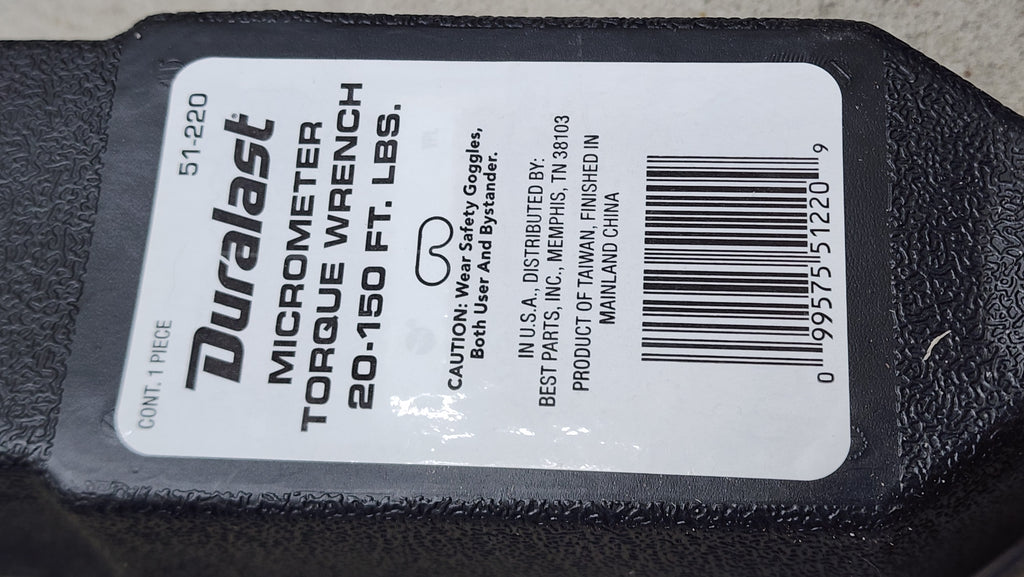 CONT. 1 PIECE 51-220
Duralast
MICROMETER
TORQUE WRENCH
20-150 FT. LBS.
CAUTION: Wear Safety Goggles,
Both User And Bystander.
IN U.S.A., DISTRIBUTED BY:
BEST PARTS, INC., MEMPHIS, TN 38103
PRODUCT OF TAIWAN, FINISHED IN
MAINLAND CHINA
0 99575 51220 9